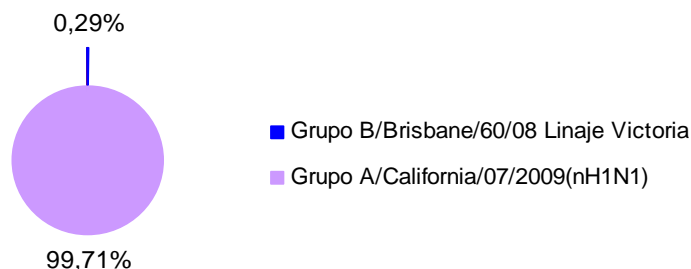 0,29%
Grupo B/Brisbane/60/08 Linaje Victoria
Grupo A/California/07/2009(nH1N1)
99,71%